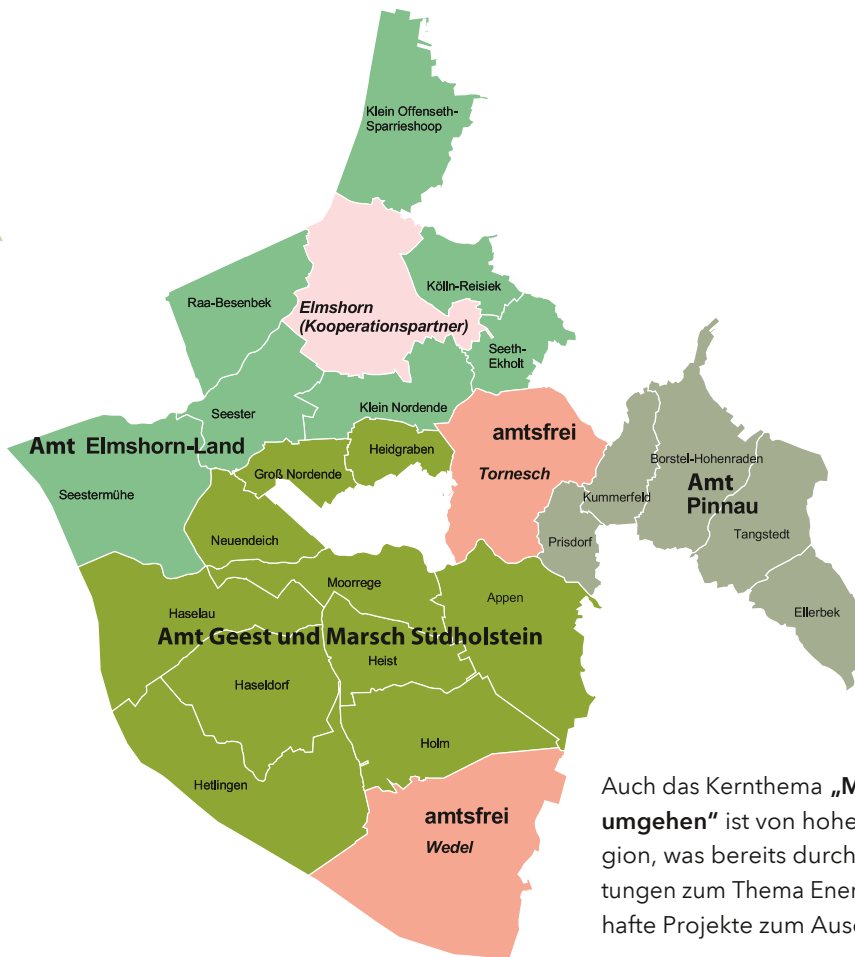 Klein Offenseth-
Sparrieshoop
Kölln-Reisiek
Raa-Besenbek
Elmshorn
(Kooperationspartner)
Seeth-
Ekholt
Klein Nordende
Seester
amtsfrei
Tornesch
Amt Elmshorn-Land
Heidgraben
Groß Nordende
Borstel-Hohenraden
Amt
Pinnau
Kummerfeld
Seestermühe
Tangstedt
Neuendeich
Prisdorf
Moorrege
Appen
Haselau
Ellerbek
Amt Geest und Marsch Südholstein
Heist
Haseldorf
Holm
Hetlingen
amtsfrei
Wedel
Auch das Kernthema „M
umgehen“ ist von hohe
gion, was bereits durch
tungen zum Thema Ener
hafte Projekte zum Aus